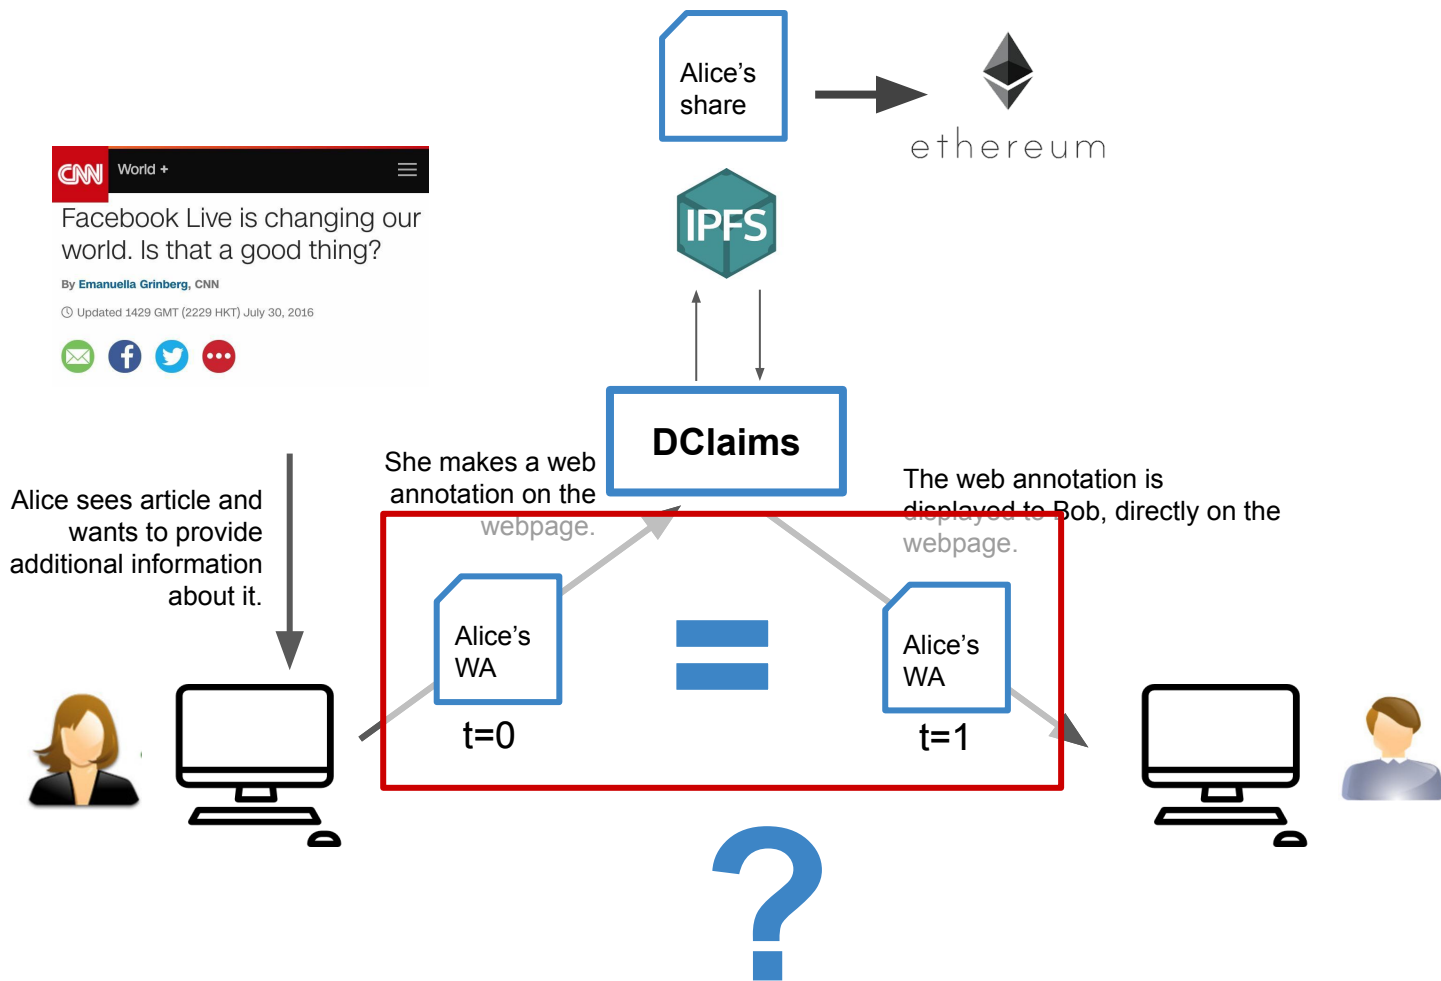 Alice's
share
ethereum
CNN World +
Facebook Live is changing our
world. Is that a good thing?
By Emanuella Grinberg, CNN
Updated 1429 GMT (2229 HKT) July 30, 2016
IPFS
DClaims
She makes a web
annotation on the
webpage.
The web annotation is
displayed to Bob, directly on the
webpage.
Alice sees article and
wants to provide
additional information
about it.
Alice's
WA
t=0
=
Alice's
WA
t=1
?